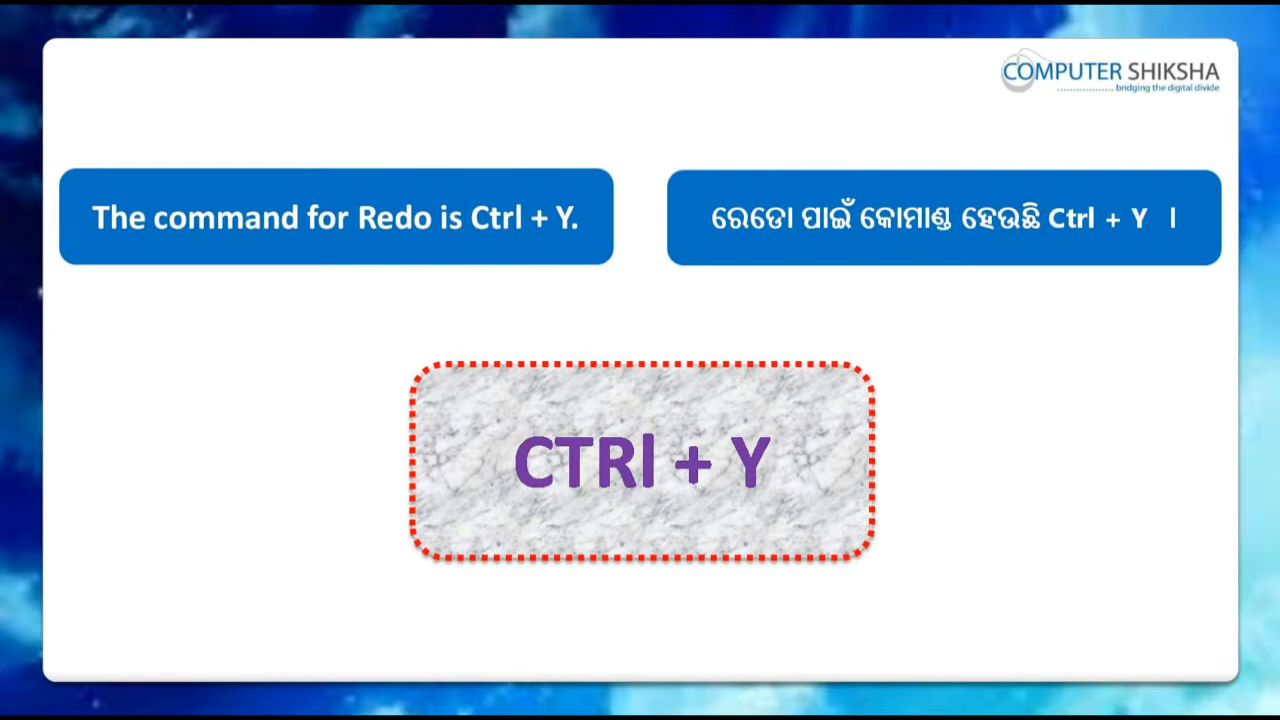 COMPUTER SHIKSHA
bridging the digital divide
The command for Redo is Ctrl + Y.
ରେଡୋ ପାଇଁ କୋମାଣ୍ଡ ହେଉଛି Ctrl + Y ।
CTRl + Y